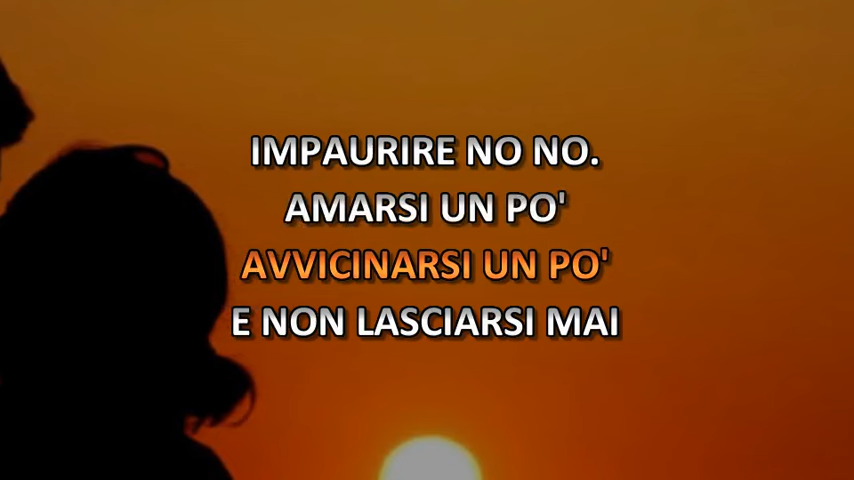 IMPAURIRE NO NO.
AMARSI UN PO'
AVVICINARSI UN PO'
E NON LASCIARSI MAI